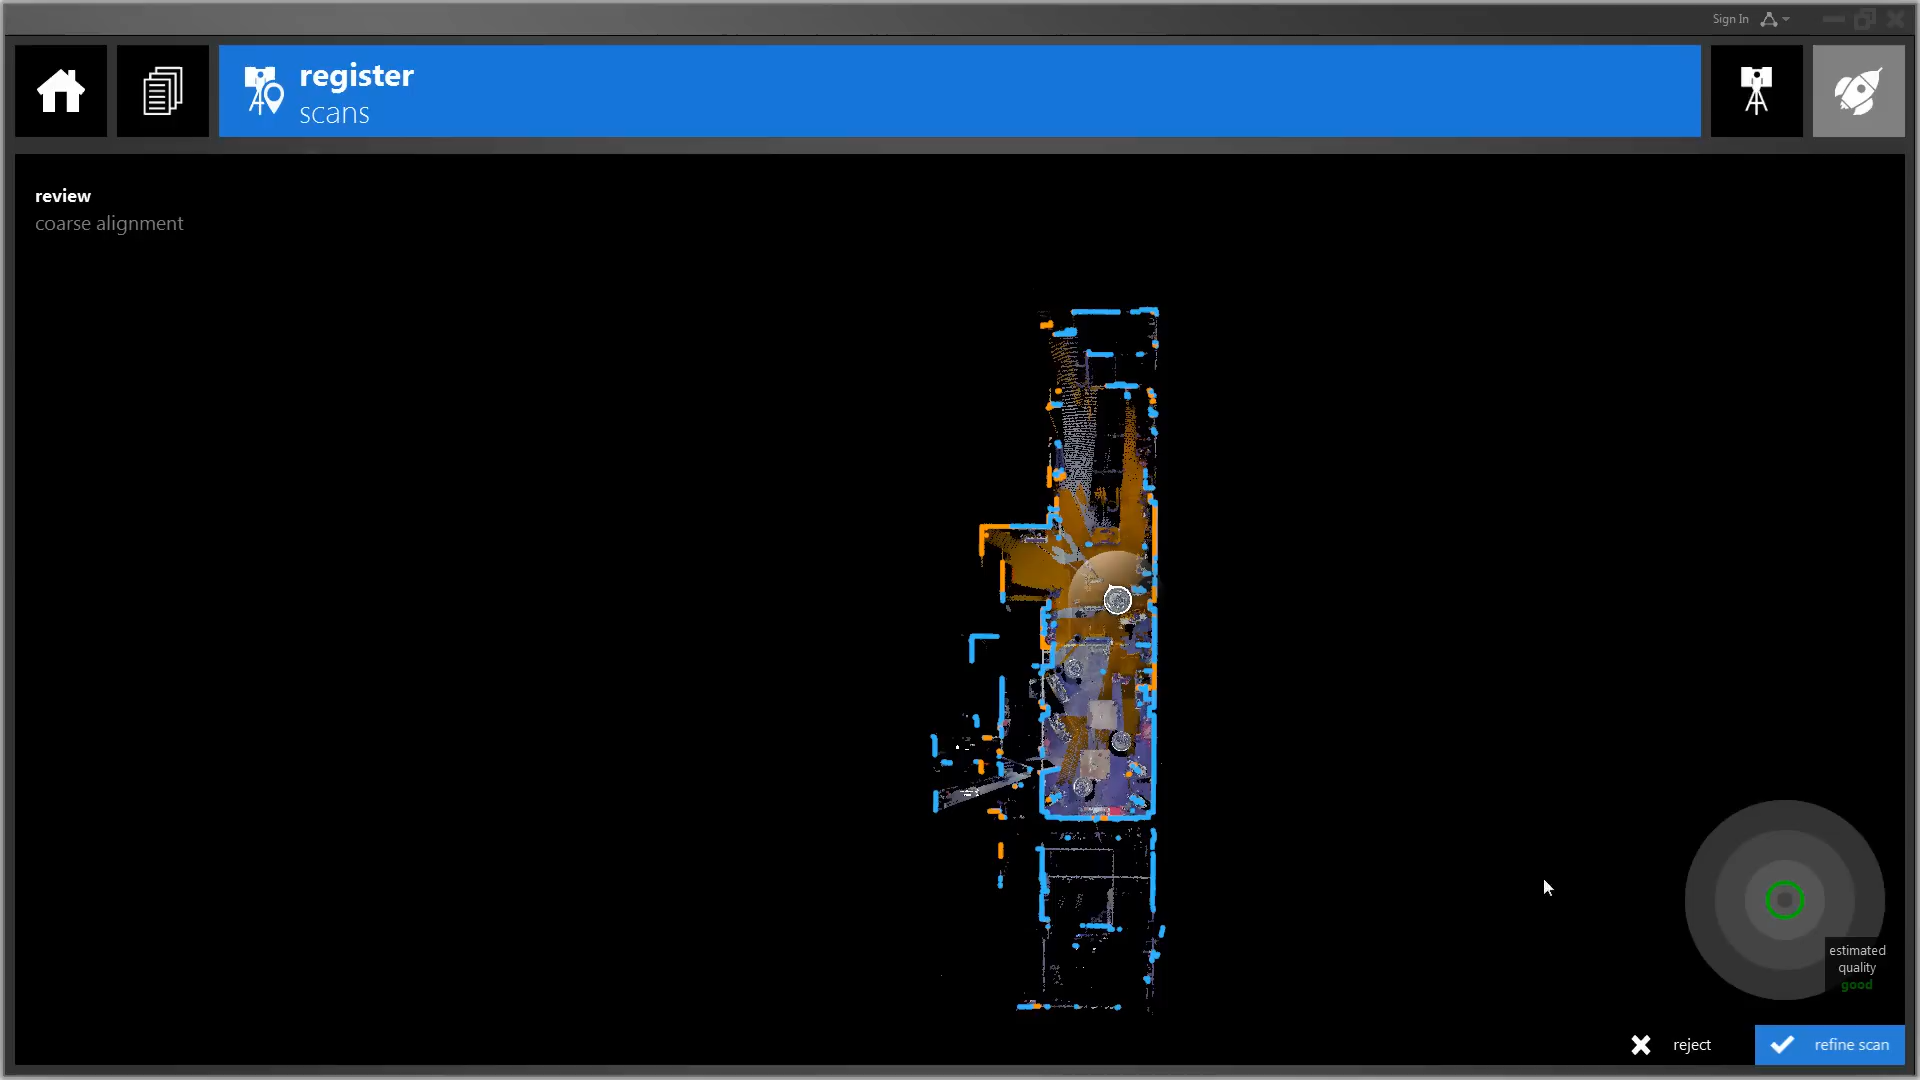 Sign In
register
scans
review
coarse alignment
estimated
quality
good
reject
refine scan